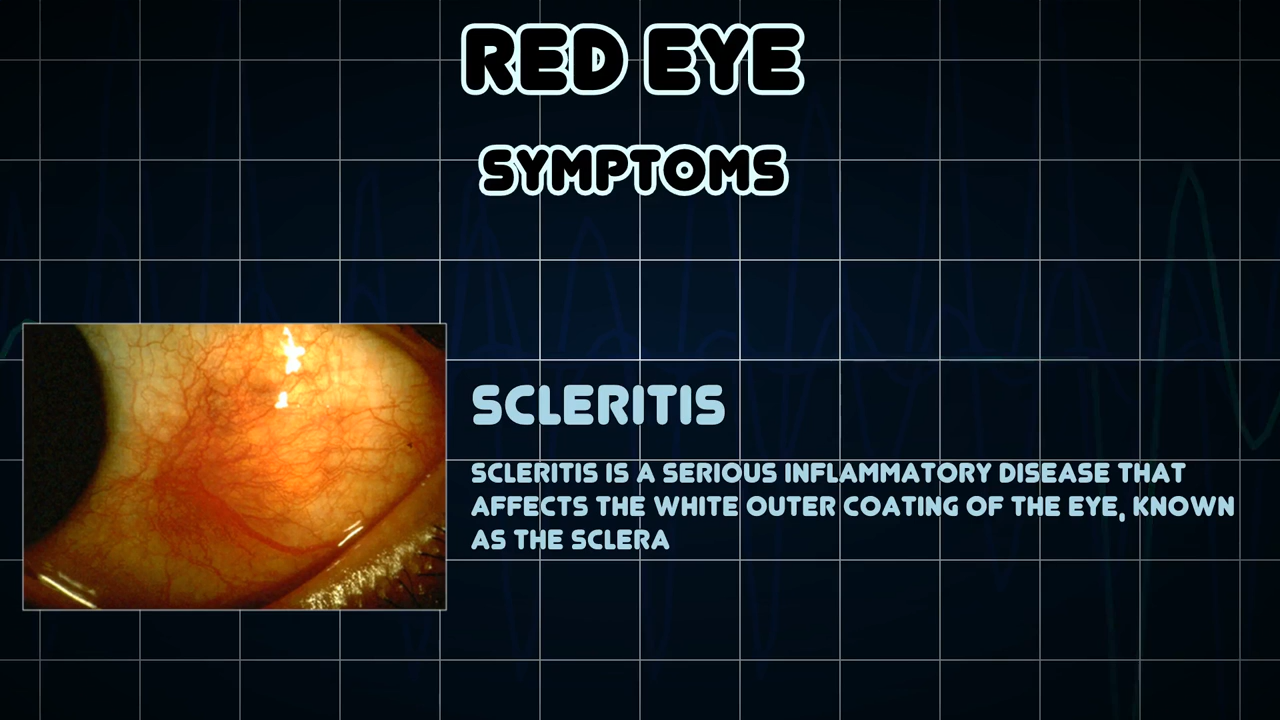 RED EYE
SYMPTOMS
SCLERITIS
SCLERITIS IS A SERIOUS INFLAMMATORY DISEASE THAT
AFFECTS THE WHITE OUTER COATING OF THE EYE, KNOWN
AS THE SCLERA